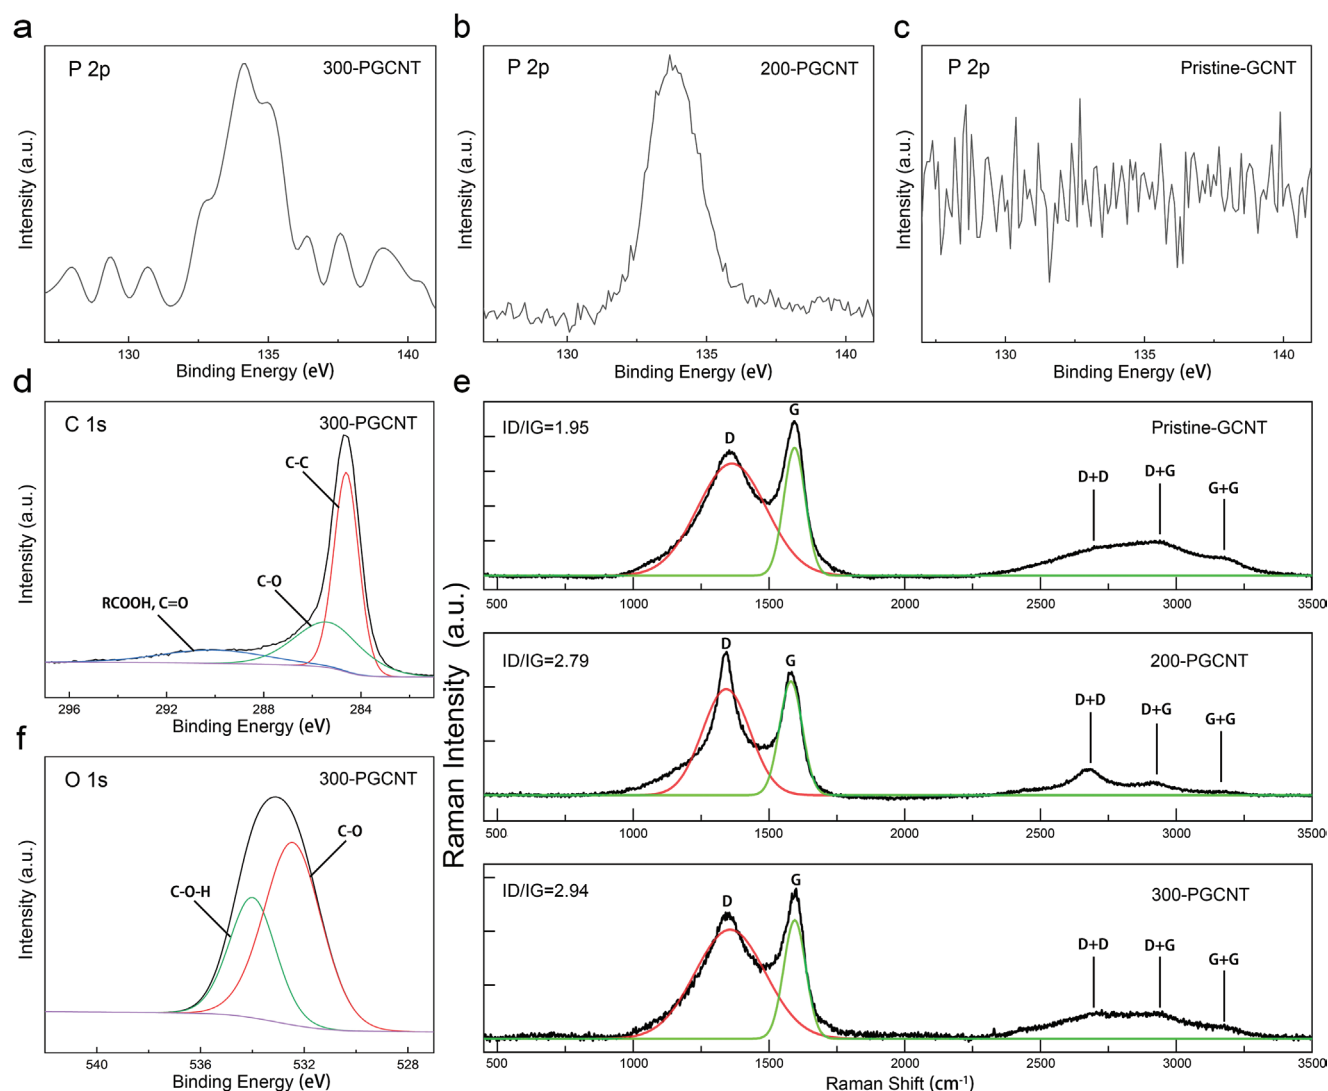 a
P 2p
300-PGCNT
Intensity (a.u.)
130
135
140
Binding Energy (eV)
b
P 2p
200-PGCNT
Intensity (a.u.)
130
135
140
Binding Energy (eV)
c
P 2p
Pristine-GCNT
Intensity (a.u.)
130
135
140
Binding Energy (eV)
d
C 1s
300-PGCNT
C-C
C-O
RCOOH, C=O
Intensity (a.u.)
296
292
288
284
Binding Energy (eV)
e
ID/IG=1.95
Pristine-GCNT
D
G
D+D
D+G
G+G
500
1000
1500
2000
2500
3000
3500
ID/IG=2.79
200-PGCNT
D
G
D+D
D+G
G+G
500
1000
1500
2000
2500
3000
3500
ID/IG=2.94
300-PGCNT
D
G
D+D
D+G
G+G
500
1000
1500
2000
2500
3000
3500
Raman Intensity (a.u.)
Raman Shift (cm⁻¹)
f
O 1s
300-PGCNT
C-O
C-O-H
Intensity (a.u.)
540
536
532
528
Binding Energy (eV)